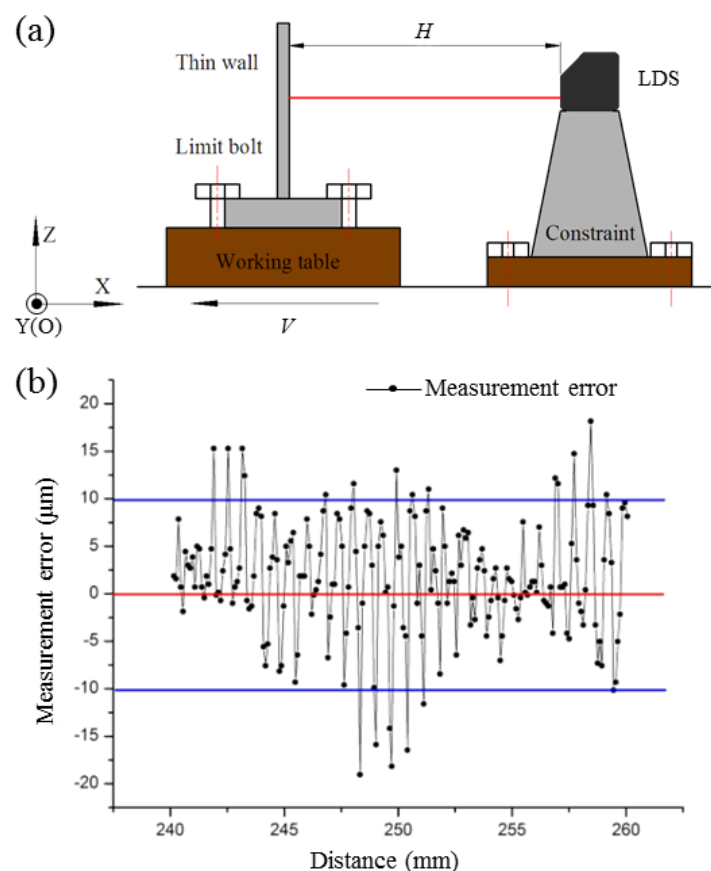 (a)
H
Thin wall
LDS
Limit bolt
Z
Constraint
Working table
X
Y(O)
V
(b)
Measurement error
20
15
10
5
0
-5
-10
-15
-20
Measurement error (μm)
240 245 250 255 260
Distance (mm)